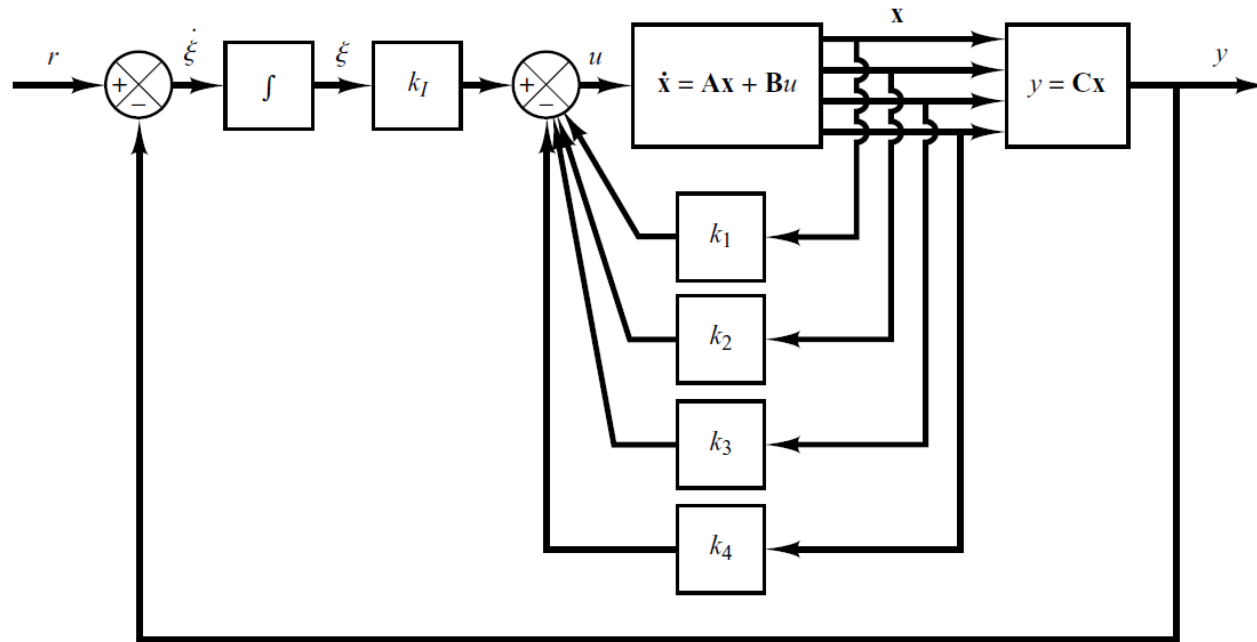 x
r
+
−
ξ̇
∫
ξ
k_I
+
−
u
ẋ = Ax + Bu
y = Cx
y
k_1
k_2
k_3
k_4